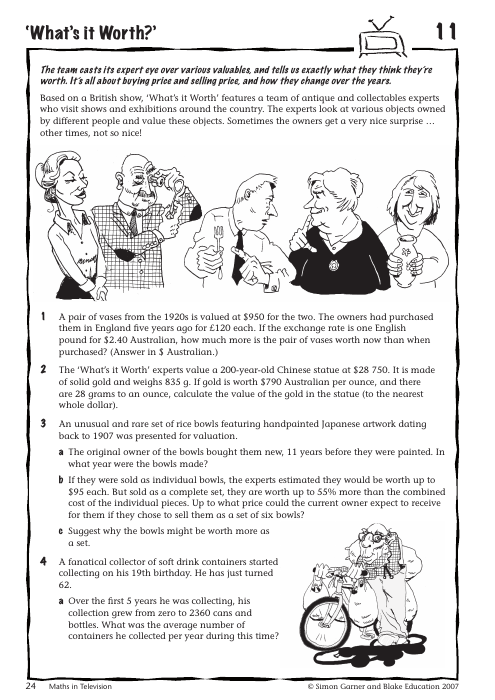 'What's it Worth?'
11
The team casts its expert eye over various valuables, and tells us exactly what they think they're
worth. It's all about buying price and selling price, and how they change over the years.
Based on a British show, 'What's it Worth' features a team of antique and collectables experts
who visit shows and exhibitions around the country. The experts look at various objects owned
by different people and value these objects. Sometimes the owners get a very nice surprise …
other times, not so nice!
1 A pair of vases from the 1920s is valued at $950 for the two. The owners had purchased
them in England five years ago for £120 each. If the exchange rate is one English
pound for $2.40 Australian, how much more is the pair of vases worth now than when
purchased? (Answer in $ Australian.)
2 The 'What's it Worth' experts value a 200-year-old Chinese statue at $28 750. It is made
of solid gold and weighs 835 g. If gold is worth $790 Australian per ounce, and there
are 28 grams to an ounce, calculate the value of the gold in the statue (to the nearest
whole dollar).
3 An unusual and rare set of rice bowls featuring handpainted Japanese artwork dating
back to 1907 was presented for valuation.
a The original owner of the bowls bought them new, 11 years before they were painted. In
what year were the bowls made?
b If they were sold as individual bowls, the experts estimated they would be worth up to
$95 each. But sold as a complete set, they are worth up to 55% more than the combined
cost of the individual pieces. Up to what price could the current owner expect to receive
for them if they chose to sell them as a set of six bowls?
c Suggest why the bowls might be worth more as
a set.
4 A fanatical collector of soft drink containers started
collecting on his 19th birthday. He has just turned
62.
a Over the first 5 years he was collecting, his
collection grew from zero to 2360 cans and
bottles. What was the average number of
containers he collected per year during this time?
24 Maths in Television
© Simon Garner and Blake Education 2007